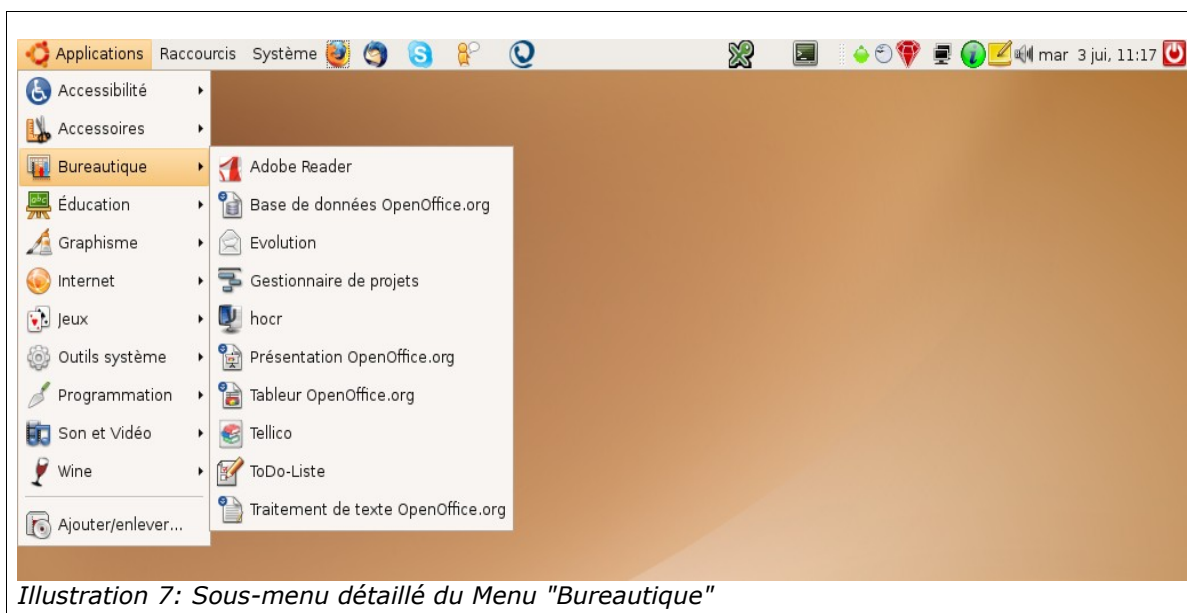 Applications Raccourcis Système mar 3 jui, 11:17
Accessibilité
Accessoires
Bureautique
Éducation
Graphisme
Internet
Jeux
Outils système
Programmation
Son et Vidéo
Wine
Ajouter/enlever...
Adobe Reader
Base de données OpenOffice.org
Evolution
Gestionnaire de projets
hocr
Présentation OpenOffice.org
Tableur OpenOffice.org
Tellico
ToDo-Liste
Traitement de texte OpenOffice.org
Illustration 7: Sous-menu détaillé du Menu "Bureautique"